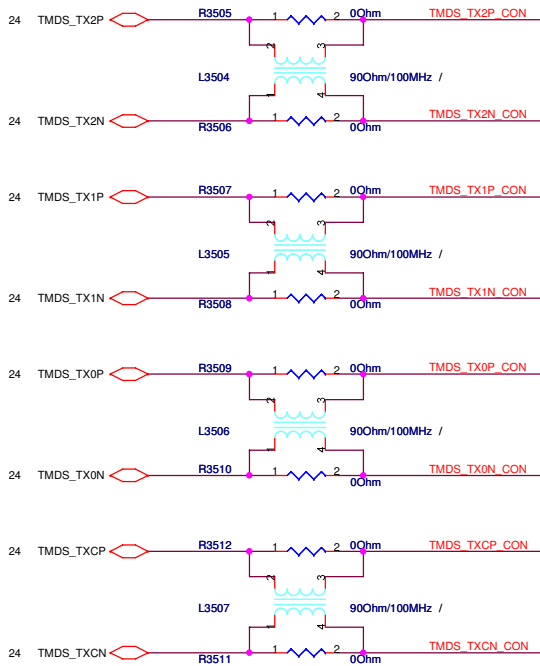 24 TMDS_TX2P R3505 1 2 0Ohm TMDS_TX2P_CON
2 3
L3504 90Ohm/100MHz /
1 4
24 TMDS_TX2N R3506 1 2 0Ohm TMDS_TX2N_CON
24 TMDS_TX1P R3507 1 2 0Ohm TMDS_TX1P_CON
2 3
L3505 90Ohm/100MHz /
1 4
24 TMDS_TX1N R3508 1 2 0Ohm TMDS_TX1N_CON
24 TMDS_TX0P R3509 1 2 0Ohm TMDS_TX0P_CON
2 3
L3506 90Ohm/100MHz /
1 4
24 TMDS_TX0N R3510 1 2 0Ohm TMDS_TX0N_CON
24 TMDS_TXCP R3512 1 2 0Ohm TMDS_TXCP_CON
2 3
L3507 90Ohm/100MHz /
1 4
24 TMDS_TXCN R3511 1 2 0Ohm TMDS_TXCN_CON